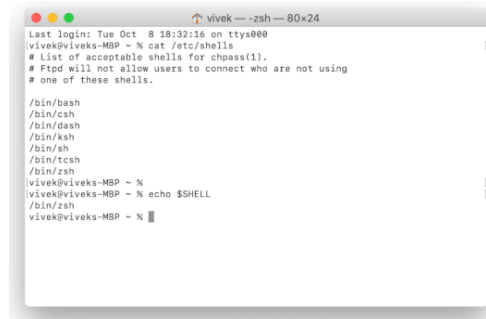 vivek — -zsh — 80×24
Last login: Tue Oct  8 18:32:16 on ttys000
[vivek@viveks-MBP ~ % cat /etc/shells                                         ]
# List of acceptable shells for chpass(1).
# Ftpd will not allow users to connect who are not using
# one of these shells.

/bin/bash
/bin/csh
/bin/dash
/bin/ksh
/bin/sh
/bin/tcsh
/bin/zsh
[vivek@viveks-MBP ~ %                                                         ]
[vivek@viveks-MBP ~ % echo $SHELL                                             ]
/bin/zsh
vivek@viveks-MBP ~ %